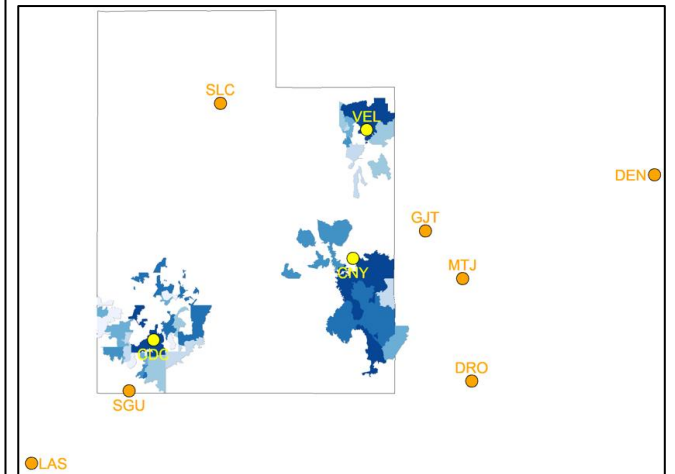 SLC
VEL
DEN
GJT
CNY
MTJ
CDC
DRO
SGU
LAS